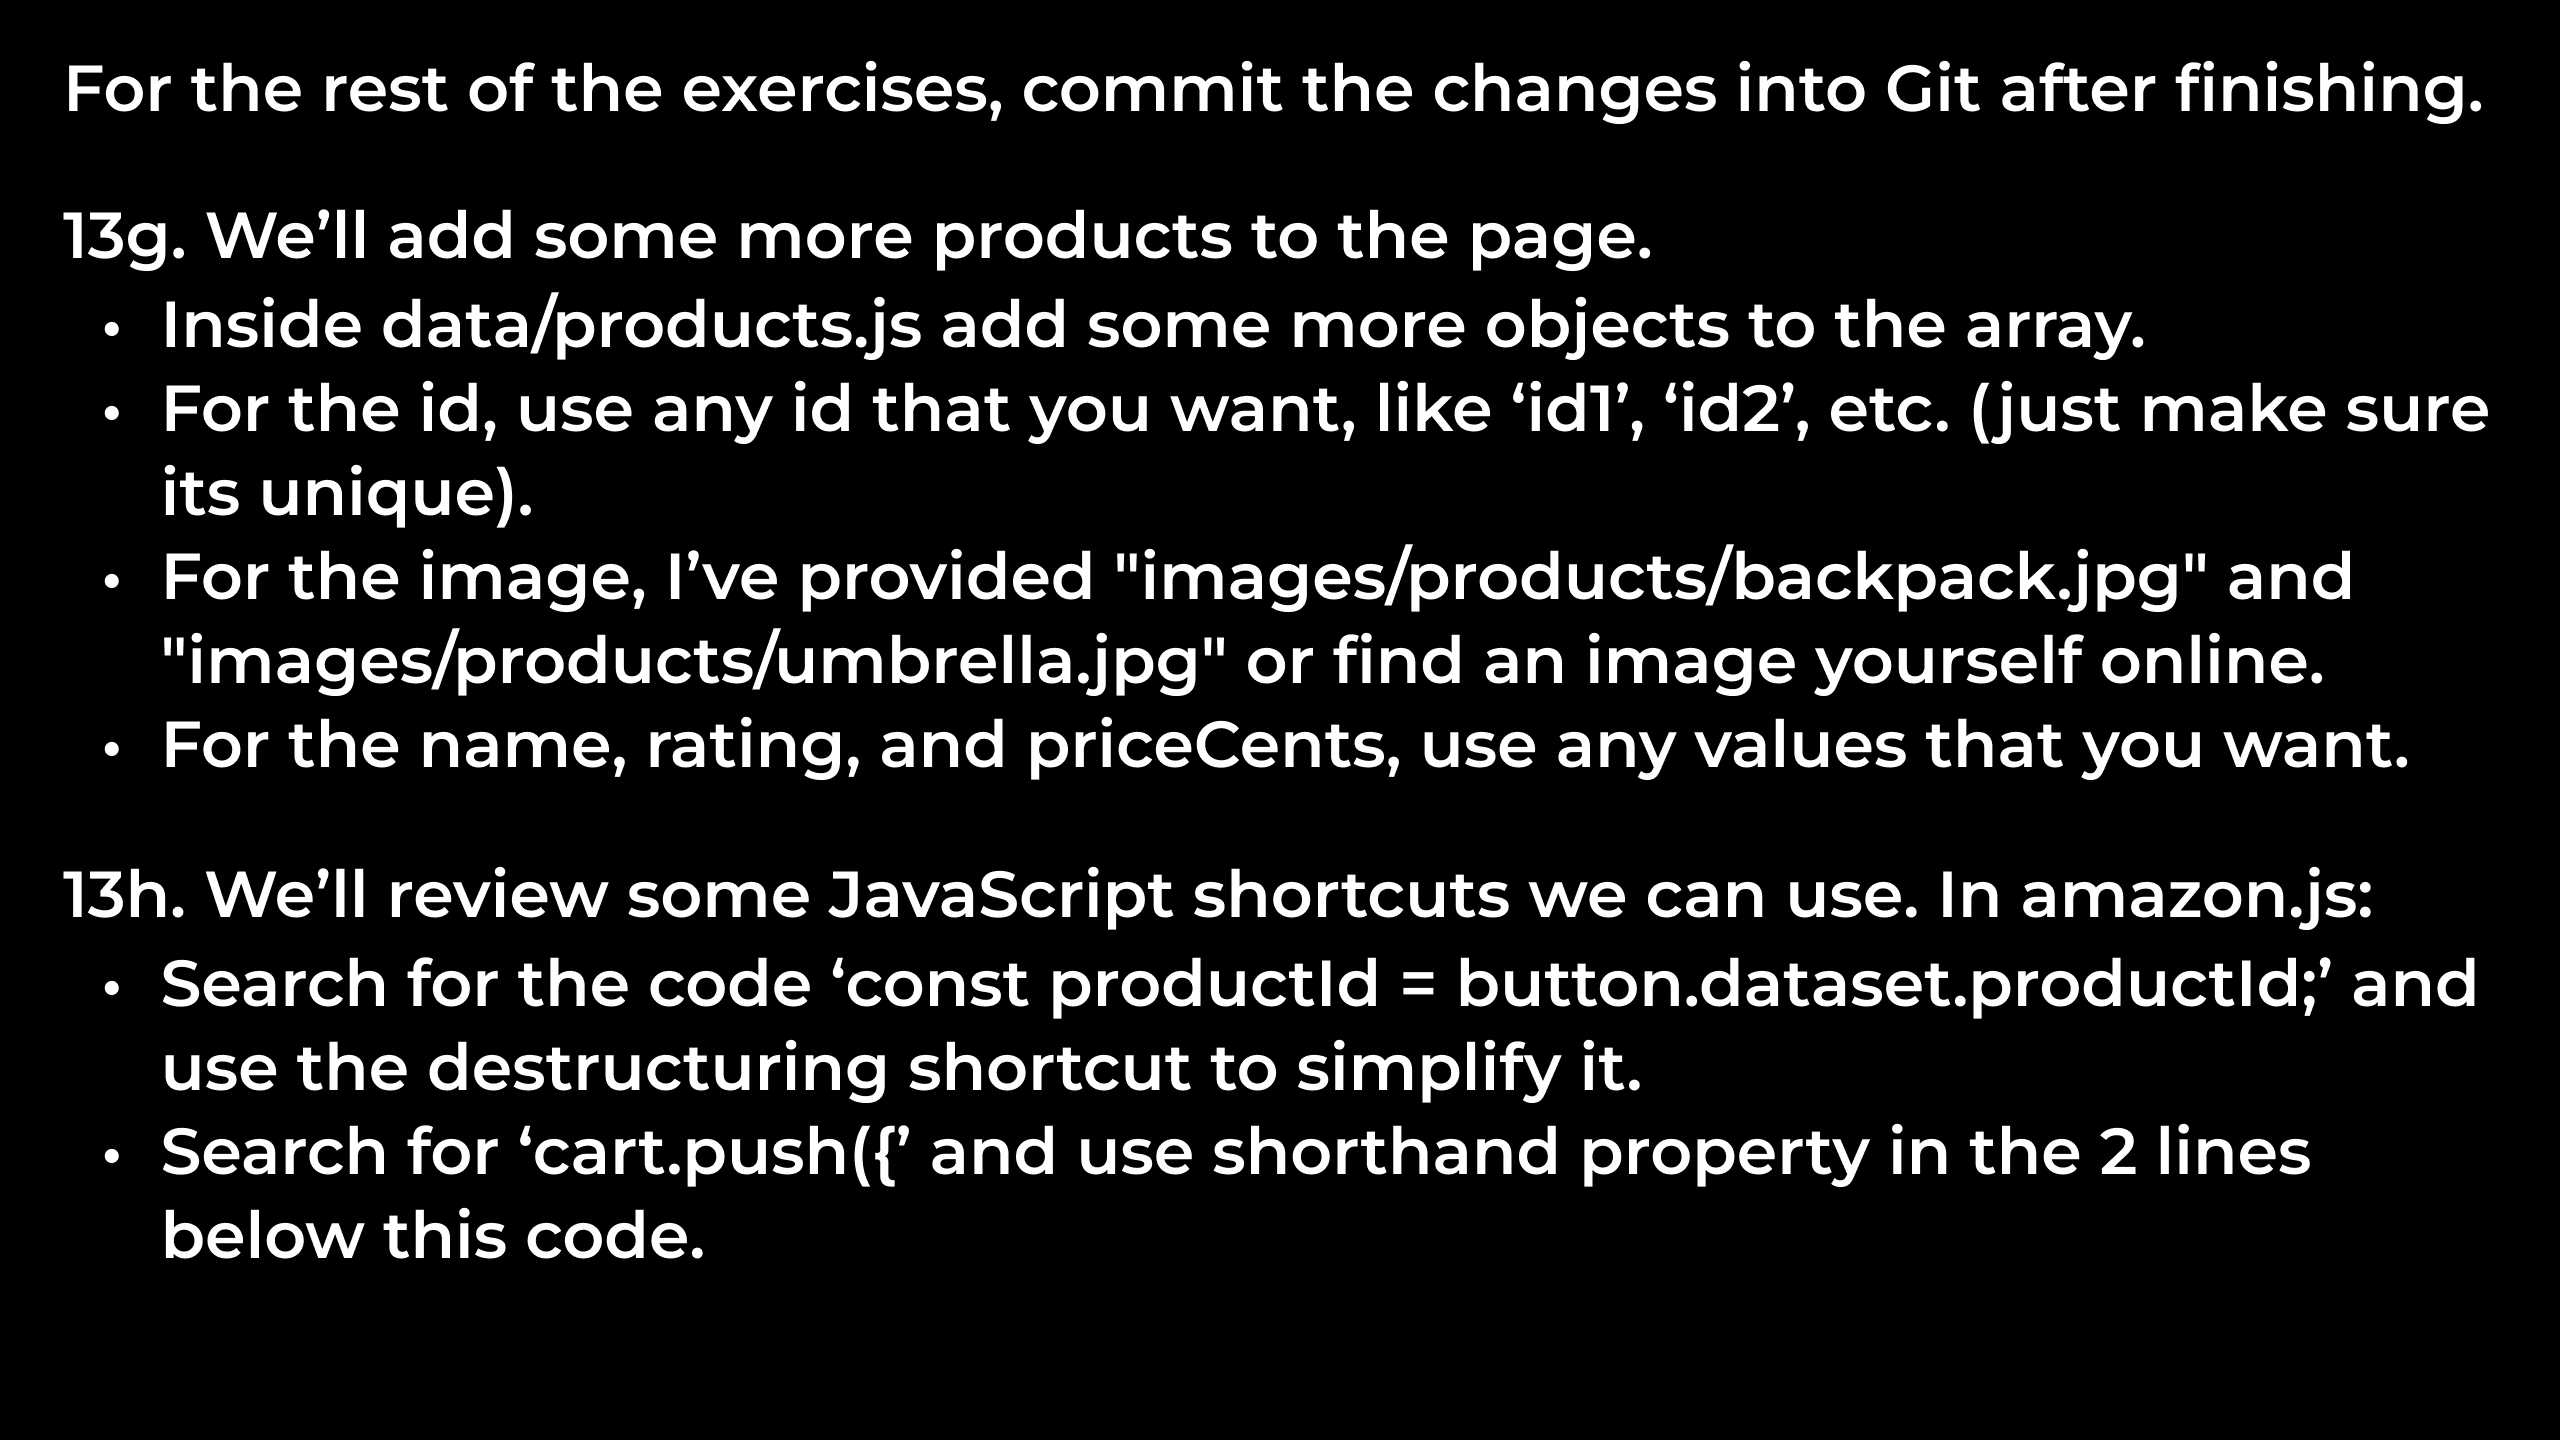 For the rest of the exercises, commit the changes into Git after finishing.
13g. We’ll add some more products to the page.
• Inside data/products.js add some more objects to the array.
• For the id, use any id that you want, like ‘id1’, ‘id2’, etc. (just make sure
its unique).
• For the image, I’ve provided "images/products/backpack.jpg" and
"images/products/umbrella.jpg" or find an image yourself online.
• For the name, rating, and priceCents, use any values that you want.
13h. We’ll review some JavaScript shortcuts we can use. In amazon.js:
• Search for the code ‘const productId = button.dataset.productId;’ and
use the destructuring shortcut to simplify it.
• Search for ‘cart.push({’ and use shorthand property in the 2 lines
below this code.